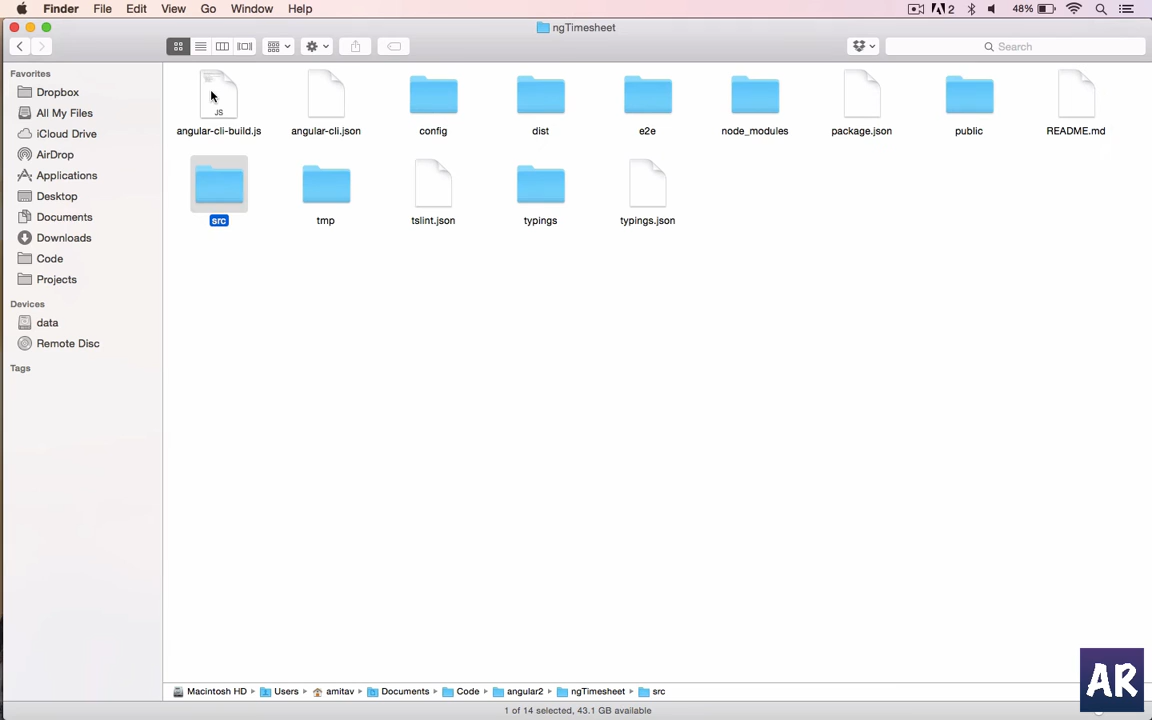 Finder File Edit View Go Window Help 2 48%
ngTimesheet
Search
Favorites
Dropbox
All My Files
iCloud Drive
AirDrop
Applications
Desktop
Documents
Downloads
Code
Projects
Devices
data
Remote Disc
Tags
JS
angular-cli-build.js angular-cli.json config dist e2e node_modules package.json public README.md
src tmp tslint.json typings typings.json
Macintosh HD Users amitav Documents Code angular2 ngTimesheet src
1 of 14 selected, 43.1 GB available
AR